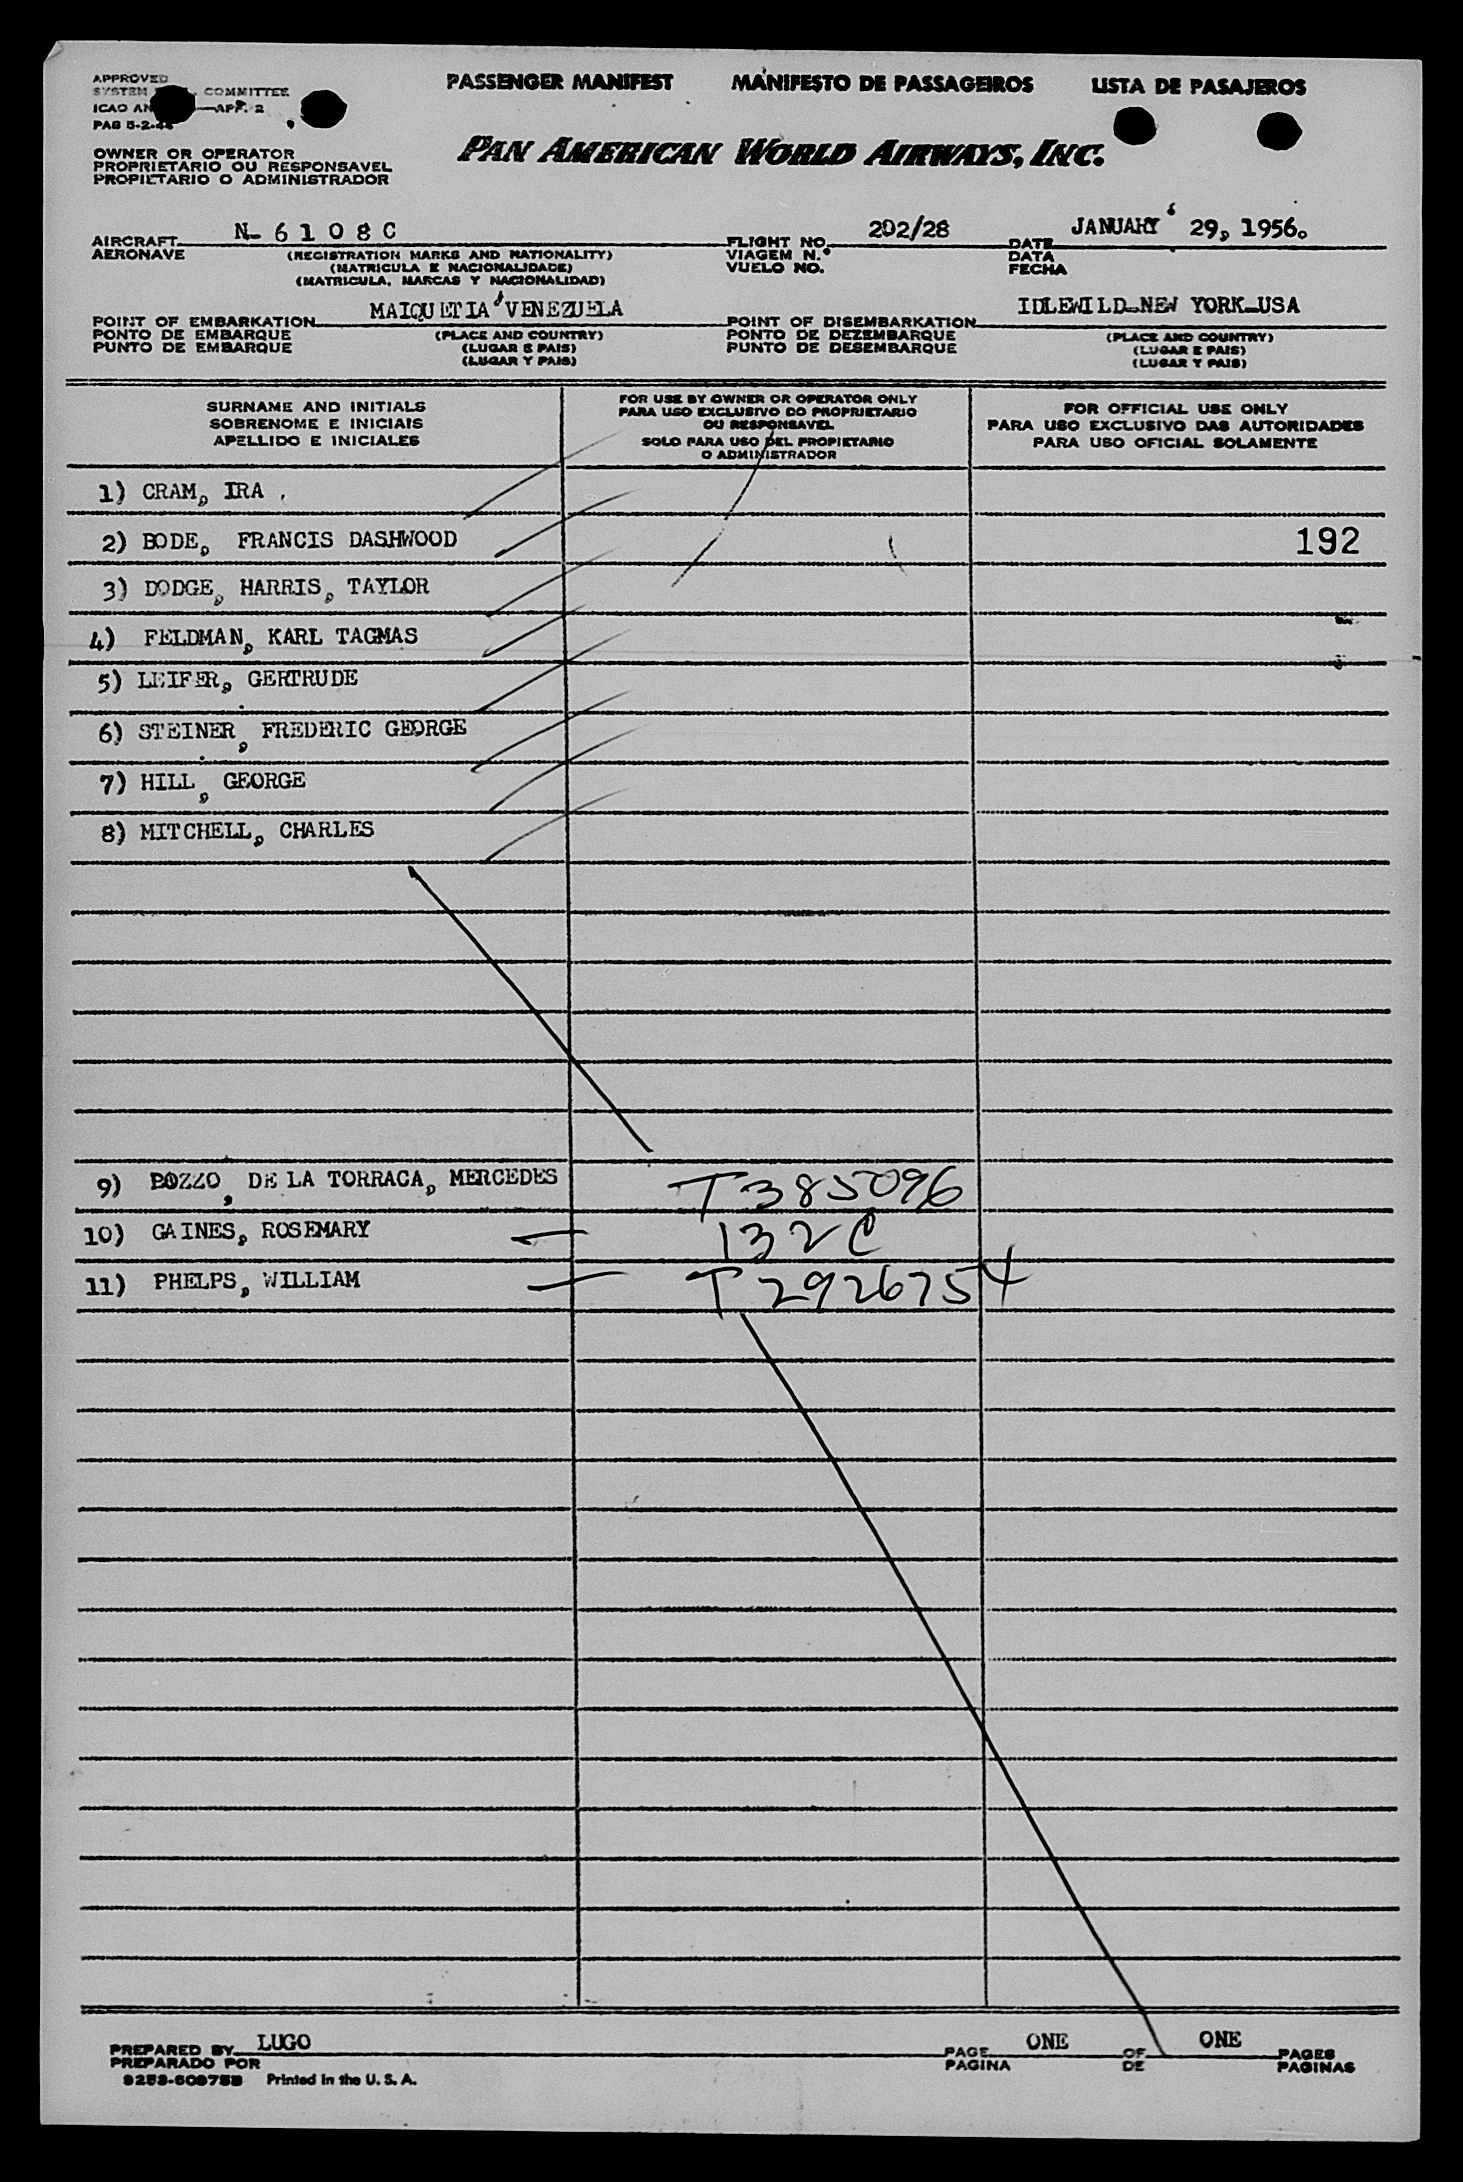 APPROVED
SYSTEM COMMITTEE
ICAO AN —APP. 2
PAG 5-2-
PASSENGER MANIFEST MANIFESTO DE PASSAGEIROS LISTA DE PASAJEROS
OWNER OR OPERATOR
PROPRIETARIO OU RESPONSAVEL
PROPIETARIO O ADMINISTRADOR
PAN AMERICAN WORLD AIRWAYS, INC.
AIRCRAFT N- 6 1 0 8 C FLIGHT NO. 202/28 DATE JANUARY 29, 1956.
AERONAVE (REGISTRATION MARKS AND NATIONALITY) VIAGEM N.° DATA
(MATRICULA E NACIONALIDADE) VUELO NO. FECHA
(MATRICULA, MARCAS Y NACIONALIDAD)
POINT OF EMBARKATION MAIQUETIA VENEZUELA POINT OF DISEMBARKATION IDLEWILD-NEW YORK-USA
PONTO DE EMBARQUE (PLACE AND COUNTRY) PONTO DE DEZEMBARQUE (PLACE AND COUNTRY)
PUNTO DE EMBARQUE (LUGAR E PAIS) PUNTO DE DESEMBARQUE (LUGAR E PAIS)
(LUGAR Y PAIS) (LUGAR Y PAIS)
SURNAME AND INITIALS
SOBRENOME E INICIAIS
APELLIDO E INICIALES
FOR USE BY OWNER OR OPERATOR ONLY
PARA USO EXCLUSIVO DO PROPRIETARIO
OU RESPONSAVEL
SOLO PARA USO DEL PROPIETARIO
O ADMINISTRADOR
FOR OFFICIAL USE ONLY
PARA USO EXCLUSIVO DAS AUTORIDADES
PARA USO OFICIAL SOLAMENTE
1) CRAM, IRA .
2) BODE, FRANCIS DASHWOOD 192
3) DODGE, HARRIS, TAYLOR
4) FELDMAN, KARL TAGMAS
5) LEIFER, GERTRUDE
6) STEINER, FREDERIC GEORGE
7) HILL, GEORGE
8) MITCHELL, CHARLES
9) BOZZO, DE LA TORRACA, MERCEDES T385096
10) GAINES, ROSEMARY — 132C
11) PHELPS, WILLIAM — T2926754
PREPARED BY LUGO PAGE ONE OF ONE PAGES
PREPARADO POR PAGINA DE PAGINAS
9253-609758 Printed in the U. S. A.